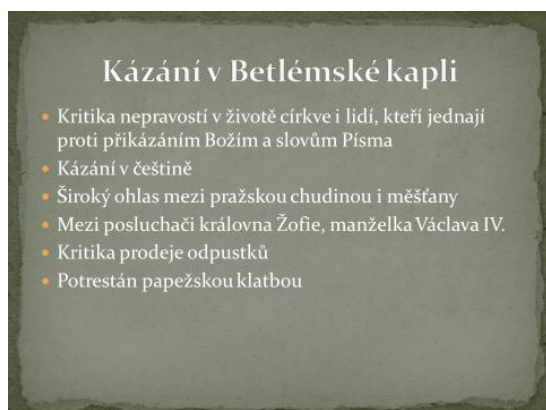 Kázání v Betlémské kapli
• Kritika nepravostí v životě církve i lidí, kteří jednají
proti přikázáním Božím a slovům Písma
• Kázání v češtině
• Široký ohlas mezi pražskou chudinou i měšťany
• Mezi posluchači královna Žofie, manželka Václava IV.
• Kritika prodeje odpustků
• Potrestán papežskou klatbou